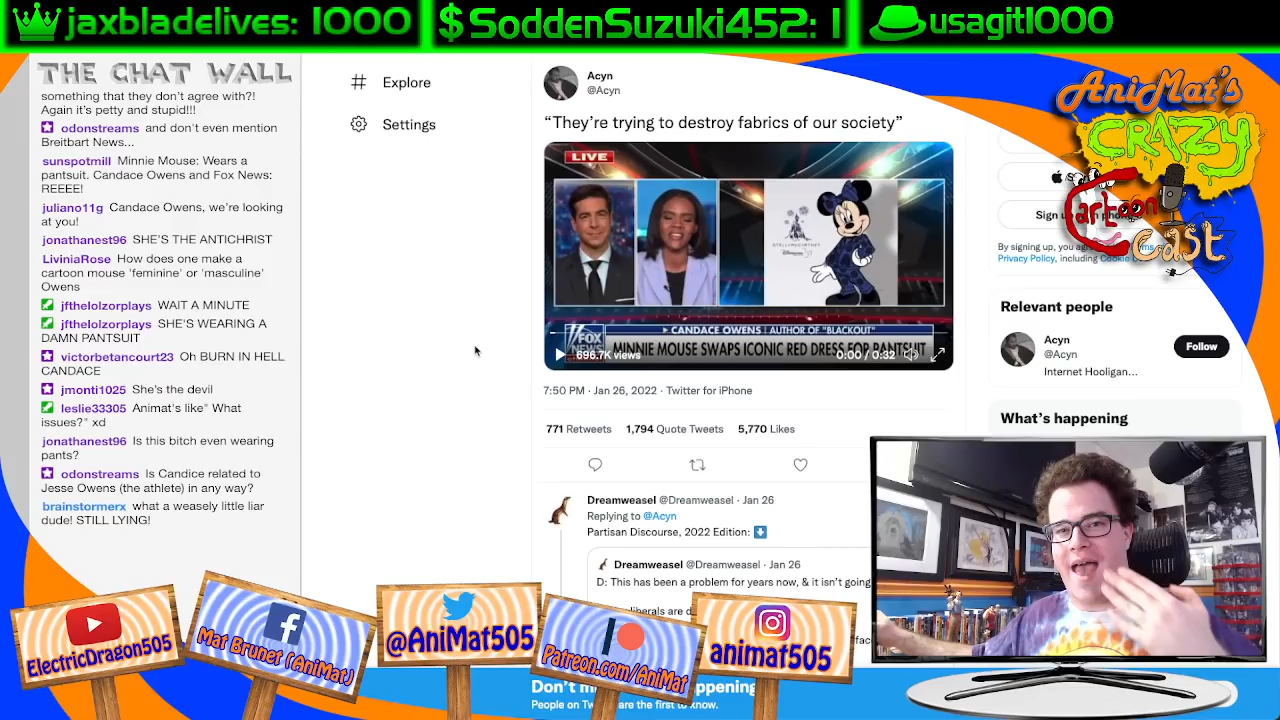 jaxbladelives: 1000
$ SoddenSuzuki452: 1
usagit1000
THE CHAT WALL
something that they don't agree with?!
Again it's petty and stupid!!!
odonstreams and don't even mention
Breitbart News...
sunspotmill Minnie Mouse: Wears a
pantsuit. Candace Owens and Fox News:
REEEE!
juliano11g Candace Owens, we're looking
at you!
jonathanest96 SHE'S THE ANTICHRIST
LiviniaRose How does one make a
cartoon mouse 'feminine' or 'masculine'
Owens
jftthelolzorplays WAIT A MINUTE
jftthelolzorplays SHE'S WEARING A
DAMN PANTSUIT
victorbetancourt23 Oh BURN IN HELL
CANDACE
jmonti1025 She's the devil
leslie33305 Animat's like" What
issues?" xd
jonathanest96 Is this bitch even wearing
pants?
odonstreams Is Candice related to
Jesse Owens (the athlete) in any way?
brainstormerx what a weasely little liar
dude! STILL LYING!
# Explore
Settings
Acyn
@Acyn
“They’re trying to destroy fabrics of our society”
LIVE
STELLA McCARTNEY
FOX
NEWS
CANDACE OWENS | AUTHOR OF "BLACKOUT"
MINNIE MOUSE SWAPS ICONIC RED DRESS FOR PANTSUIT
696.7K views
0:00 / 0:32
7:50 PM · Jan 26, 2022 · Twitter for iPhone
771 Retweets 1,794 Quote Tweets 5,770 Likes
Dreamweasel @Dreamweasel · Jan 26
Replying to @Acyn
Partisan Discourse, 2022 Edition:
Dreamweasel @Dreamweasel · Jan 26
D: This has been a problem for years now, & it isn't going
liberals are
AniMat's
CRAZY
Cartoon
Cast
Sign
By signing up, you
Privacy Policy, including
Relevant people
Acyn
@Acyn
Follow
Internet Hooligan...
What's happening
ElectricDragon505
Mat Brunet (AniMat)
@AniMat505
Patreon.com/AniMat
animat505
Don't
People on are the first to know.